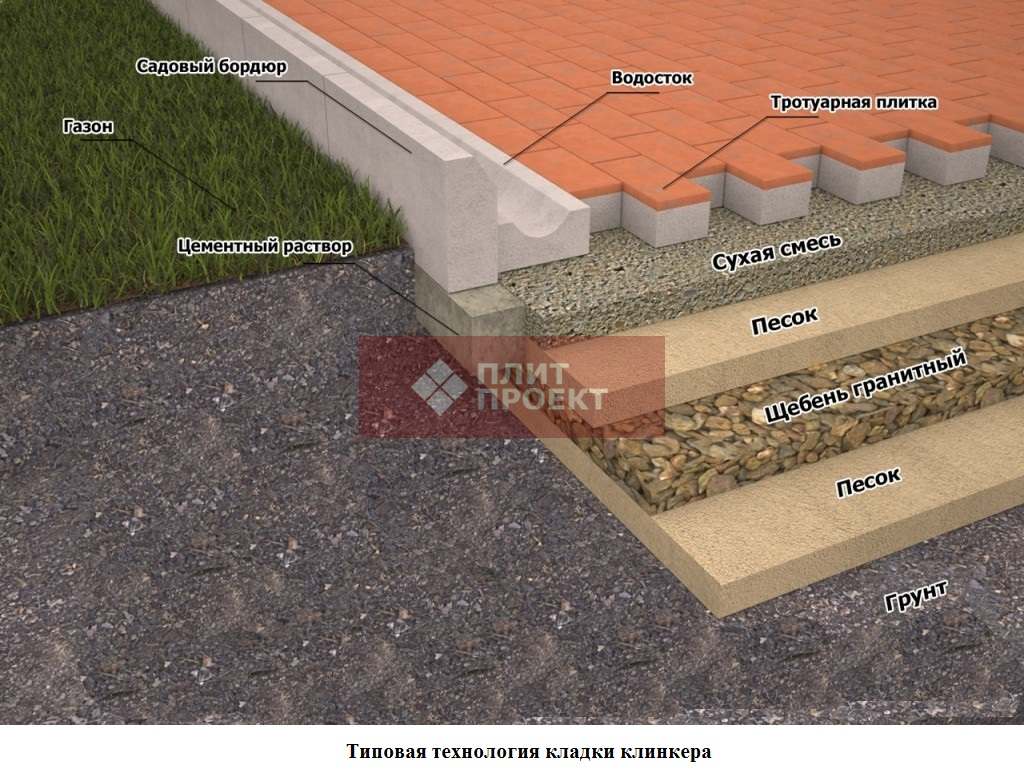 Садовый бордюр
Водосток
Тротуарная плитка
Газон
Цементный раствор
Сухая смесь
Песок
ПЛИТ
ПРОЕКТ
Щебень гранитный
Песок
Грунт
Типовая технология кладки клинкера